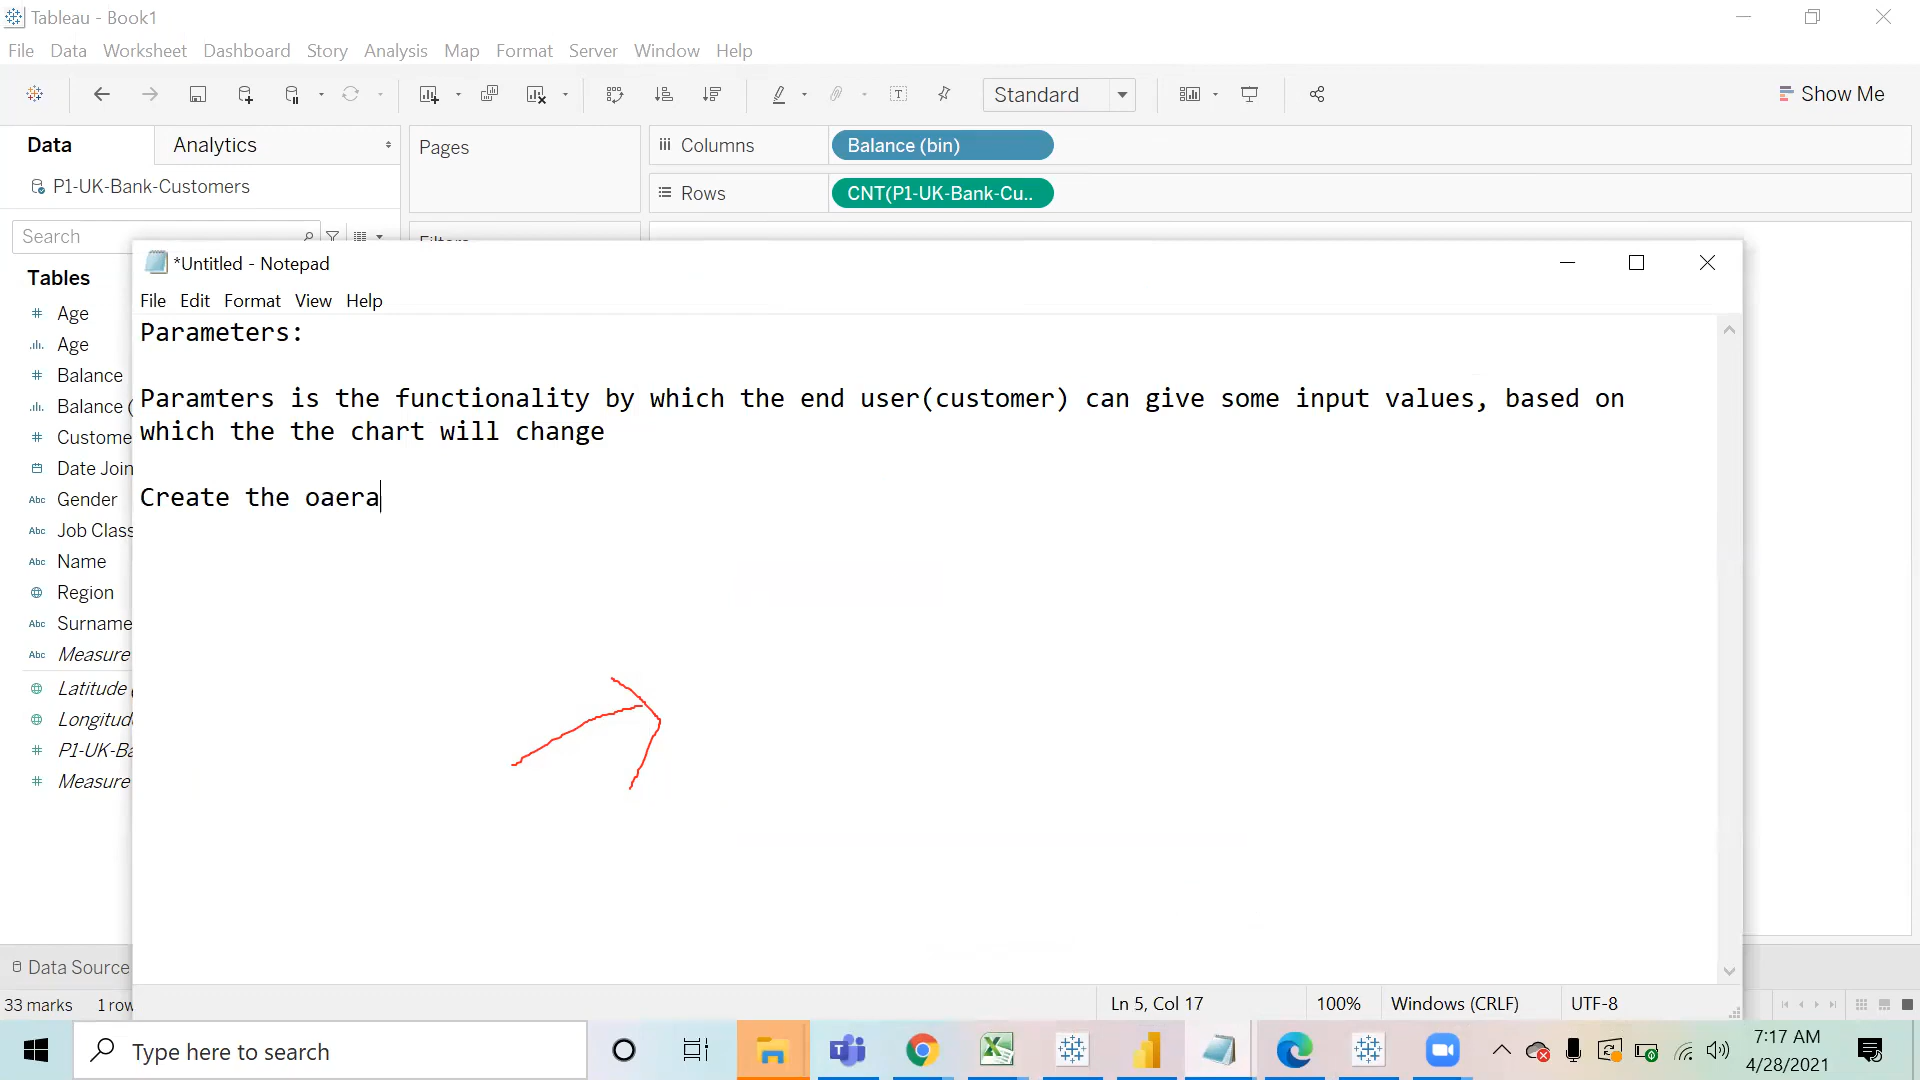 Tableau - Book1
File Data Worksheet Dashboard Story Analysis Map Format Server Window Help
Standard
Show Me
Data Analytics
Pages
Columns Balance (bin)
P1-UK-Bank-Customers
Rows CNT(P1-UK-Bank-Cu..
Search
Tables
Age
Age
Balance
Balance (
Custome
Date Join
Abc Gender
Abc Job Class
Abc Name
Region
Abc Surname
Abc Measure
Latitude
Longitud
P1-UK-Ba
Measure
*Untitled - Notepad
File Edit Format View Help
Parameters:
Paramters is the functionality by which the end user(customer) can give some input values, based on
which the the chart will change
Create the oaera
Ln 5, Col 17 100% Windows (CRLF) UTF-8
Data Source
33 marks 1 row
Type here to search
7:17 AM
4/28/2021